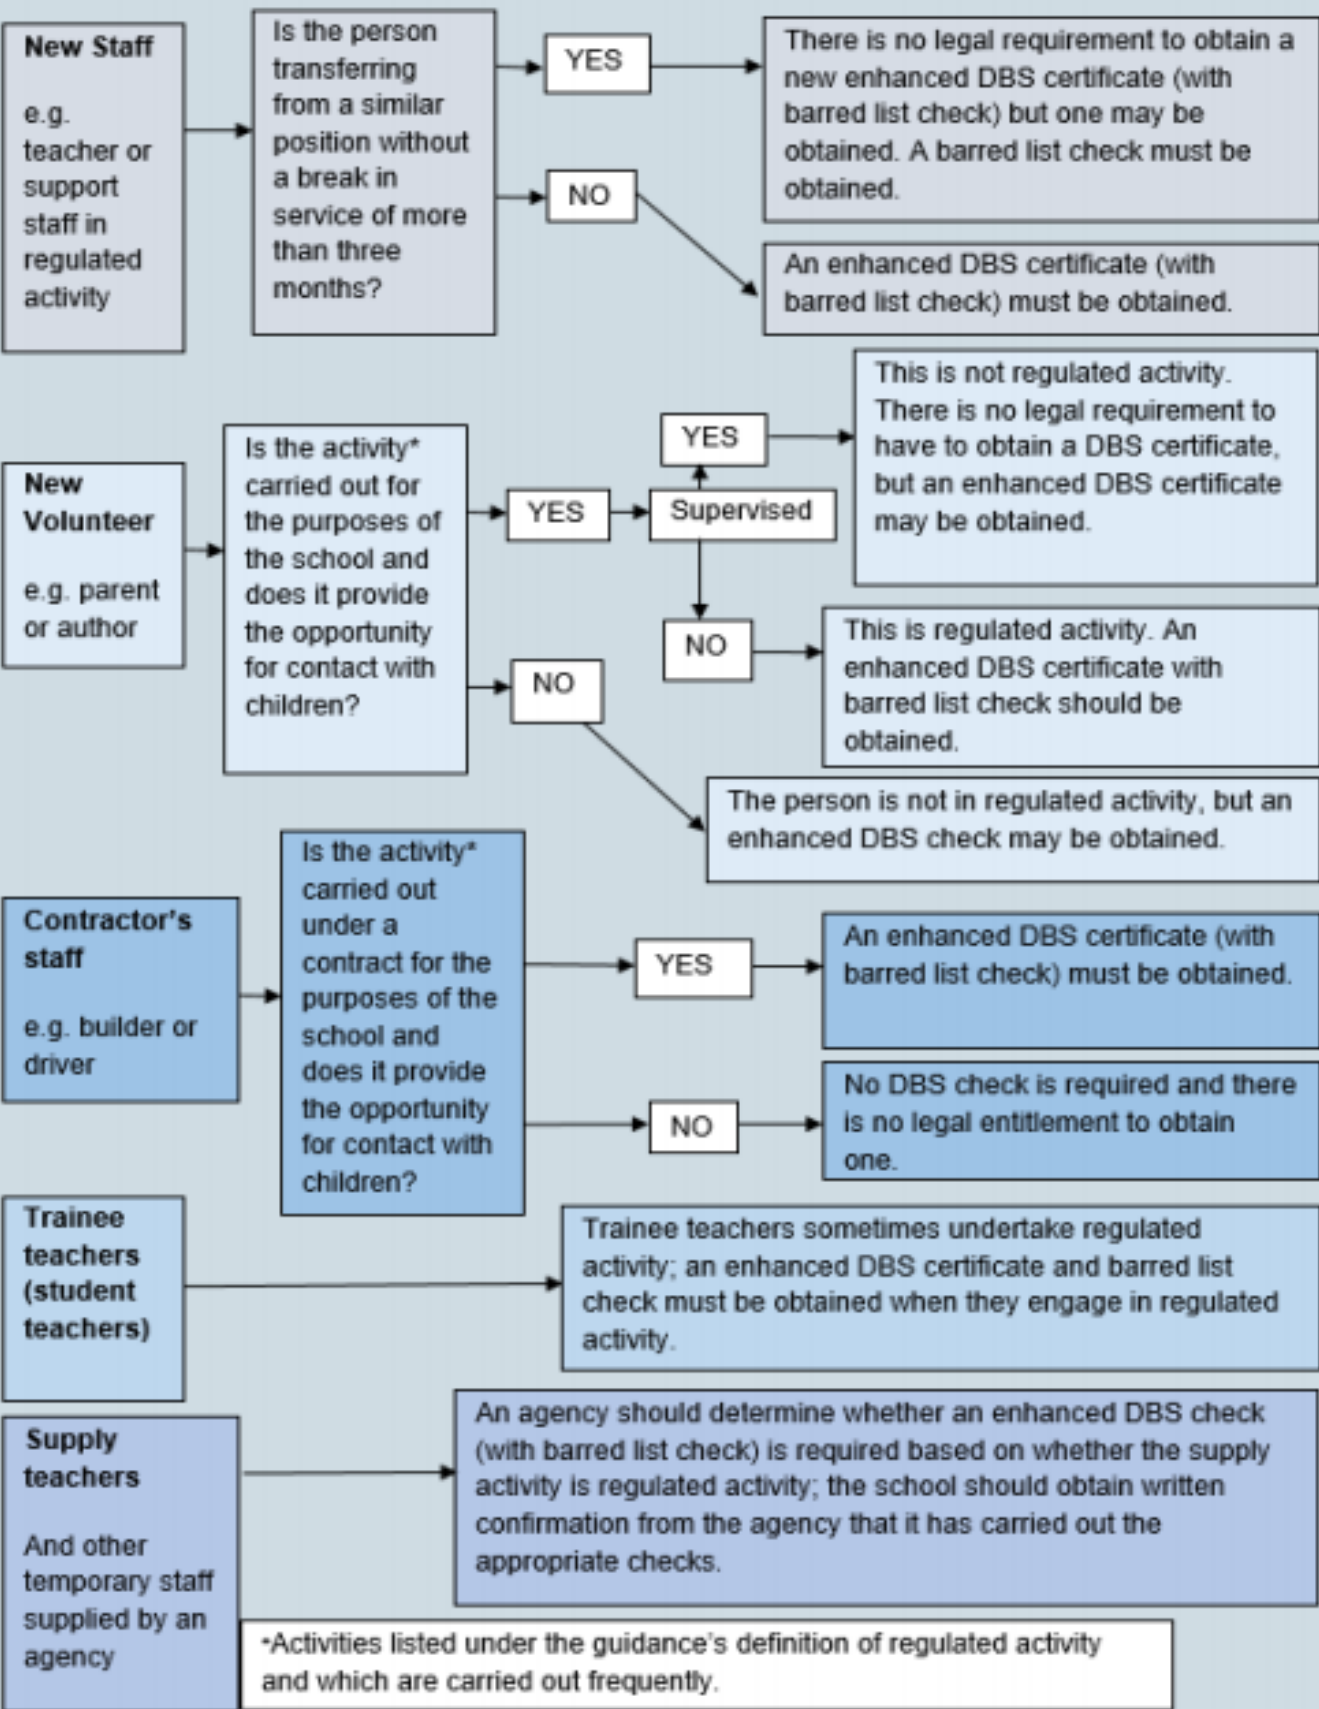 New Staff
e.g.
teacher or
support
staff in
regulated
activity
Is the person
transferring
from a similar
position without
a break in
service of more
than three
months?
YES
There is no legal requirement to obtain a
new enhanced DBS certificate (with
barred list check) but one may be
obtained. A barred list check must be
obtained.
NO
An enhanced DBS certificate (with
barred list check) must be obtained.
New
Volunteer
e.g. parent
or author
Is the activity*
carried out for
the purposes of
the school and
does it provide
the opportunity
for contact with
children?
YES
Supervised
YES
This is not regulated activity.
There is no legal requirement to
have to obtain a DBS certificate,
but an enhanced DBS certificate
may be obtained.
NO
This is regulated activity. An
enhanced DBS certificate with
barred list check should be
obtained.
NO
The person is not in regulated activity, but an
enhanced DBS check may be obtained.
Contractor's
staff
e.g. builder or
driver
Is the activity*
carried out
under a
contract for the
purposes of the
school and
does it provide
the opportunity
for contact with
children?
YES
An enhanced DBS certificate (with
barred list check) must be obtained.
NO
No DBS check is required and there
is no legal entitlement to obtain
one.
Trainee
teachers
(student
teachers)
Trainee teachers sometimes undertake regulated
activity; an enhanced DBS certificate and barred list
check must be obtained when they engage in regulated
activity.
Supply
teachers
And other
temporary staff
supplied by an
agency
An agency should determine whether an enhanced DBS check
(with barred list check) is required based on whether the supply
activity is regulated activity; the school should obtain written
confirmation from the agency that it has carried out the
appropriate checks.
*Activities listed under the guidance's definition of regulated activity
and which are carried out frequently.